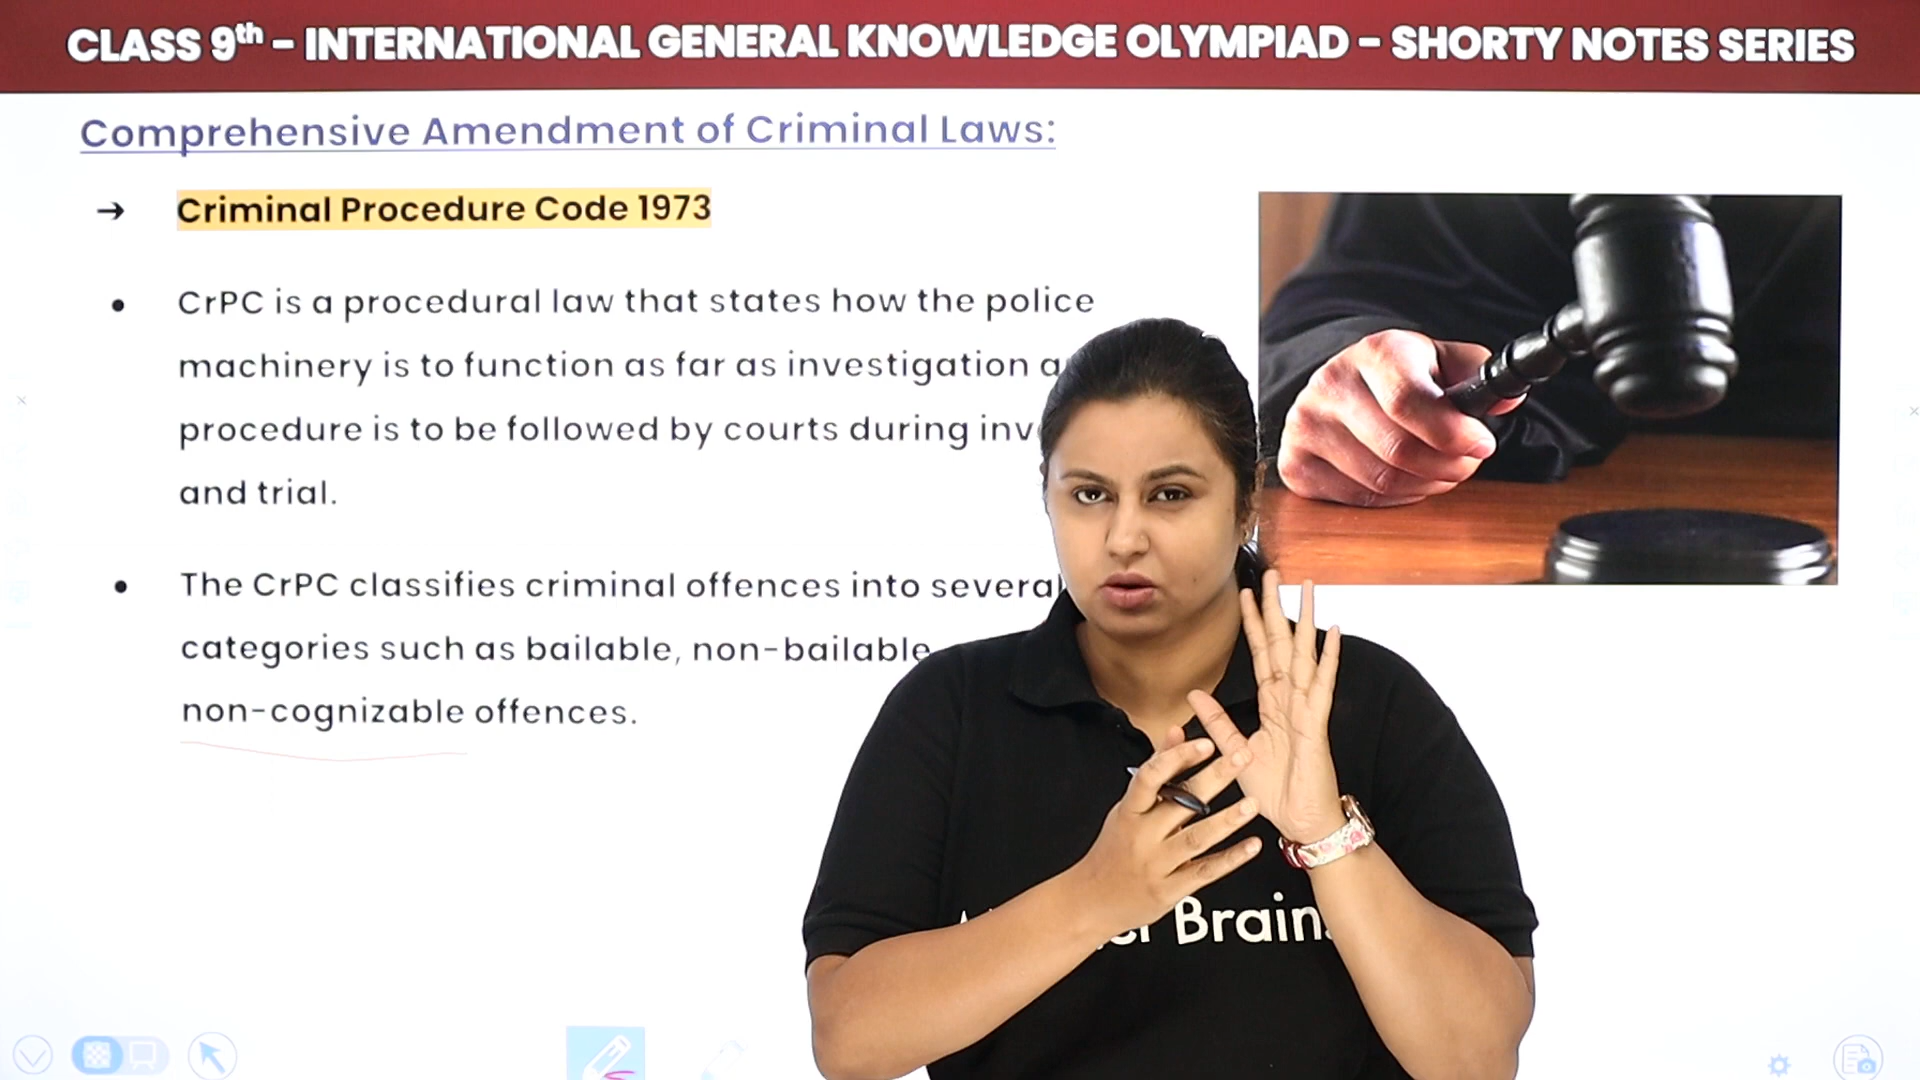 CLASS 9th - INTERNATIONAL GENERAL KNOWLEDGE OLYMPIAD - SHORTY NOTES SERIES
Comprehensive Amendment of Criminal Laws:
→ Criminal Procedure Code 1973
• CrPC is a procedural law that states how the police
machinery is to function as far as investigation
procedure is to be followed by courts during
and trial.
• The CrPC classifies criminal offences into several
categories such as bailable, non-bailable
non-cognizable offences.
Brain